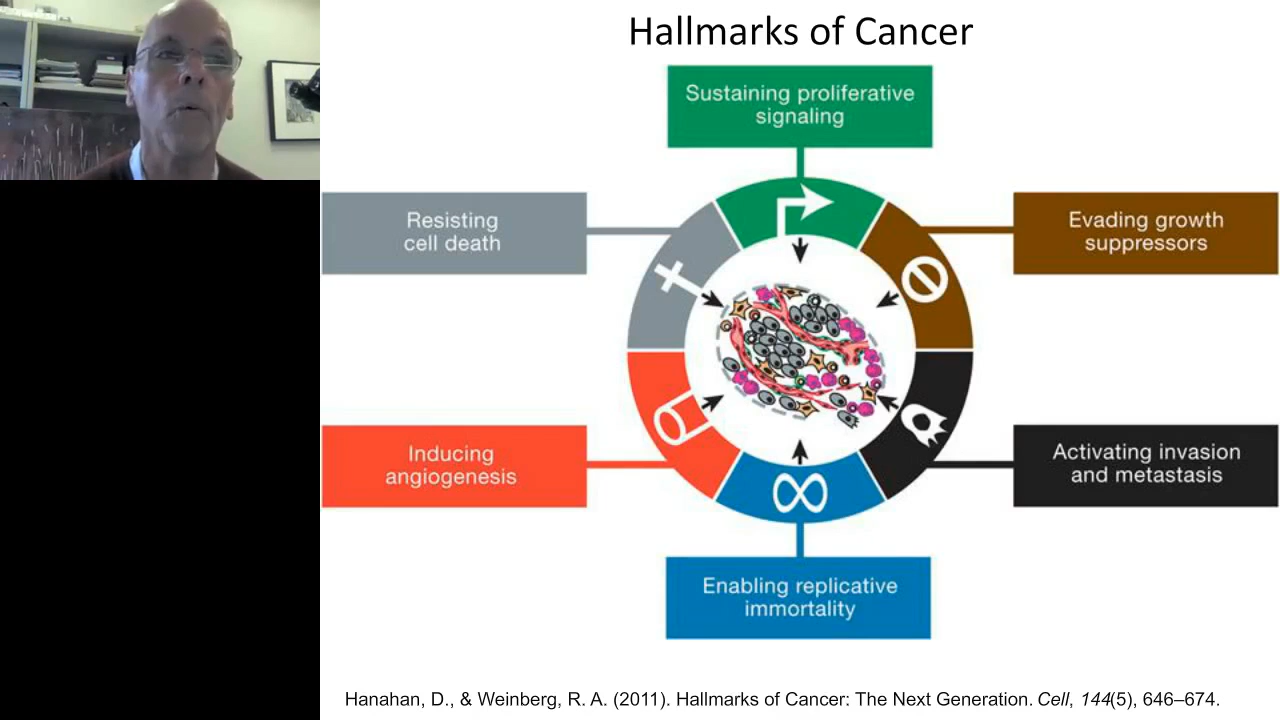 Hallmarks of Cancer
Sustaining proliferative
signaling
Resisting
cell death
Evading growth
suppressors
Inducing
angiogenesis
Activating invasion
and metastasis
Enabling replicative
immortality
Hanahan, D., & Weinberg, R. A. (2011). Hallmarks of Cancer: The Next Generation. Cell, 144(5), 646–674.